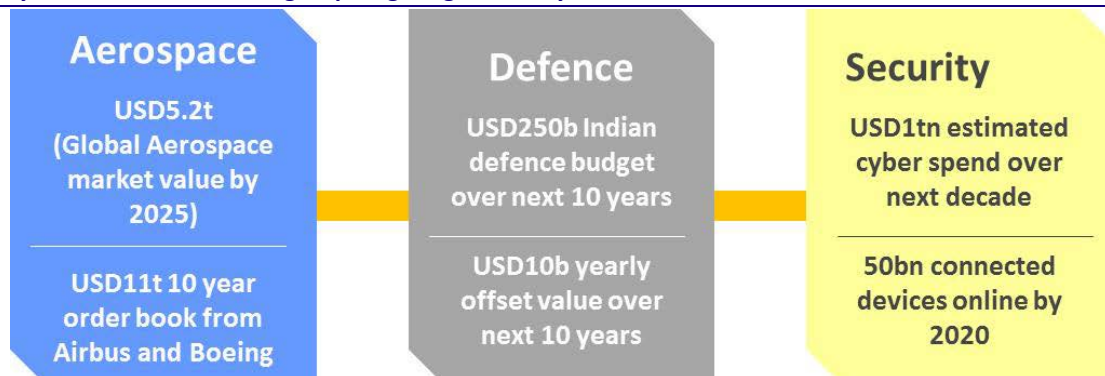 Aerospace
USD5.2t
(Global Aerospace
market value by
2025)
USD11t 10 year
order book from
Airbus and Boeing
Defence
USD250b Indian
defence budget
over next 10 years
USD10b yearly
offset value over
next 10 years
Security
USD1tn estimated
cyber spend over
next decade
50bn connected
devices online by
2020